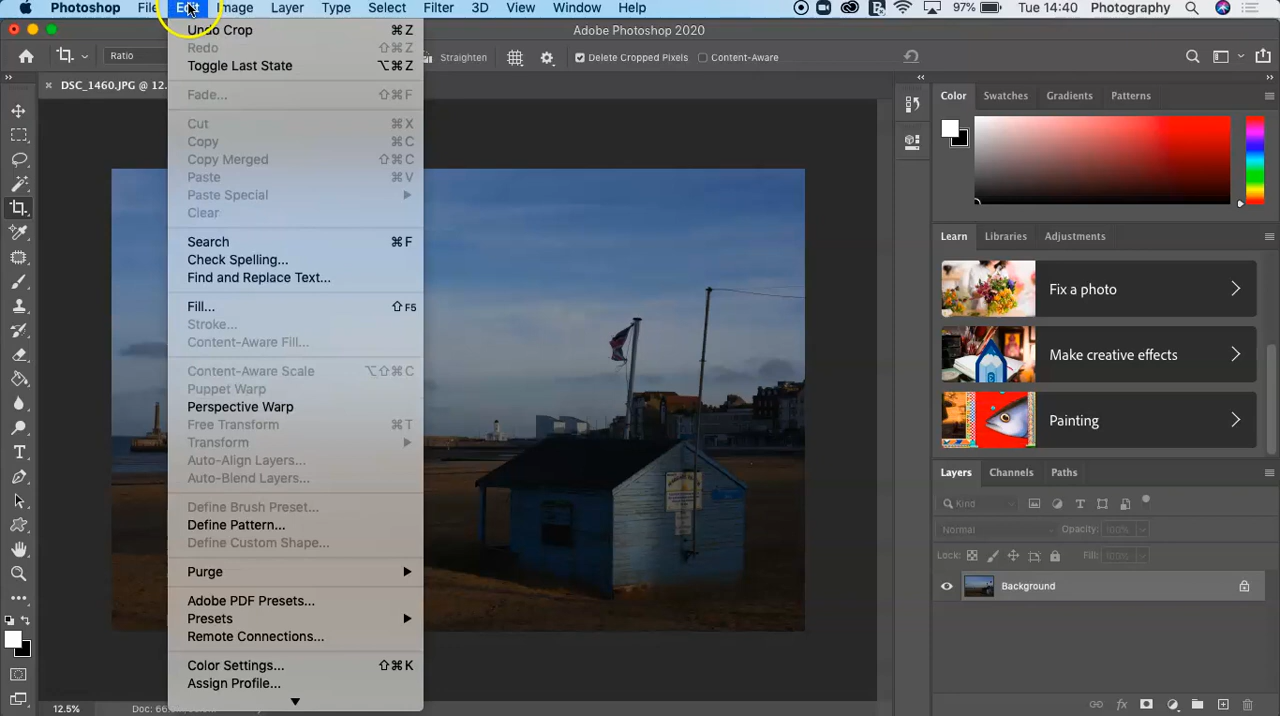 Photoshop File Edit Image Layer Type Select Filter 3D View Window Help 97% Tue 14:40 Photography
Adobe Photoshop 2020
Ratio Straighten Delete Cropped Pixels Content-Aware
DSC_1460.JPG @ 12.
Undo Crop ⌘Z
Redo ⇧⌘Z
Toggle Last State ⌥⌘Z
Fade... ⇧⌘F
Cut ⌘X
Copy ⌘C
Copy Merged ⇧⌘C
Paste ⌘V
Paste Special
Clear
Search ⌘F
Check Spelling...
Find and Replace Text...
Fill... ⇧F5
Stroke...
Content-Aware Fill...
Content-Aware Scale ⌥⇧⌘C
Puppet Warp
Perspective Warp
Free Transform ⌘T
Transform
Auto-Align Layers...
Auto-Blend Layers...
Define Brush Preset...
Define Pattern...
Define Custom Shape...
Purge
Adobe PDF Presets...
Presets
Remote Connections...
Color Settings... ⇧⌘K
Assign Profile...
12.5% Doc: 66.
Color Swatches Gradients Patterns
Learn Libraries Adjustments
Fix a photo
Make creative effects
Painting
Layers Channels Paths
Kind
Normal Opacity: 100%
Lock: Fill: 100%
Background